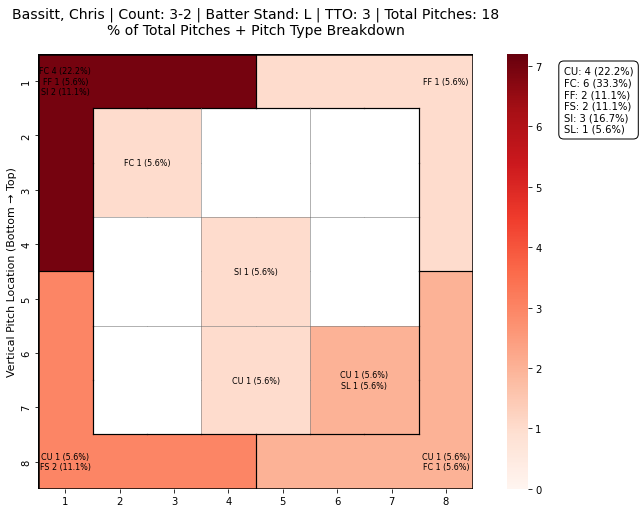 Bassitt, Chris | Count: 3-2 | Batter Stand: L | TTO: 3 | Total Pitches: 18
% of Total Pitches + Pitch Type Breakdown
FC 4 (22.2%)
FF 1 (5.6%)
SI 2 (11.1%)
FF 1 (5.6%)
FC 1 (5.6%)
SI 1 (5.6%)
CU 1 (5.6%)
CU 1 (5.6%)
SL 1 (5.6%)
CU 1 (5.6%)
FS 2 (11.1%)
CU 1 (5.6%)
FC 1 (5.6%)
Vertical Pitch Location (Bottom → Top)
1
2
3
4
5
6
7
8
1 2 3 4 5 6 7 8
7
6
5
4
3
2
1
0
CU: 4 (22.2%)
FC: 6 (33.3%)
FF: 2 (11.1%)
FS: 2 (11.1%)
SI: 3 (16.7%)
SL: 1 (5.6%)